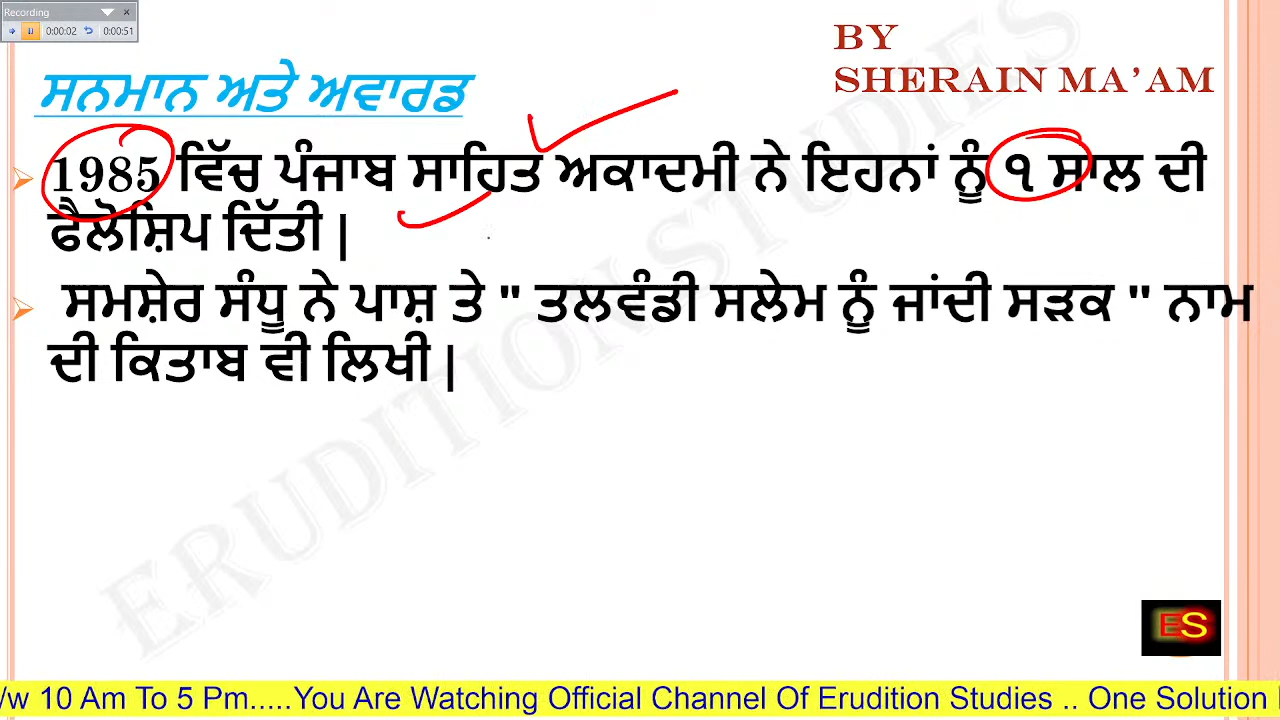 Recording
0:00:02 0:00:51
BY
SHERAIN MA'AM
ਸਨਮਾਨ ਅਤੇ ਅਵਾਰਡ
1985 ਵਿੱਚ ਪੰਜਾਬ ਸਾਹਿਤ ਅਕਾਦਮੀ ਨੇ ਇਹਨਾਂ ਨੂੰ ੧ ਸਾਲ ਦੀ
ਫੈਲੋਸ਼ਿਪ ਦਿੱਤੀ |
ਸਮਸ਼ੇਰ ਸੰਧੂ ਨੇ ਪਾਸ਼ ਤੇ " ਤਲਵੰਡੀ ਸਲੇਮ ਨੂੰ ਜਾਂਦੀ ਸੜਕ " ਨਾਮ
ਦੀ ਕਿਤਾਬ ਵੀ ਲਿਖੀ |
ERUDITION STUDIES
ES
/w 10 Am To 5 Pm.....You Are Watching Official Channel Of Erudition Studies .. One Solution